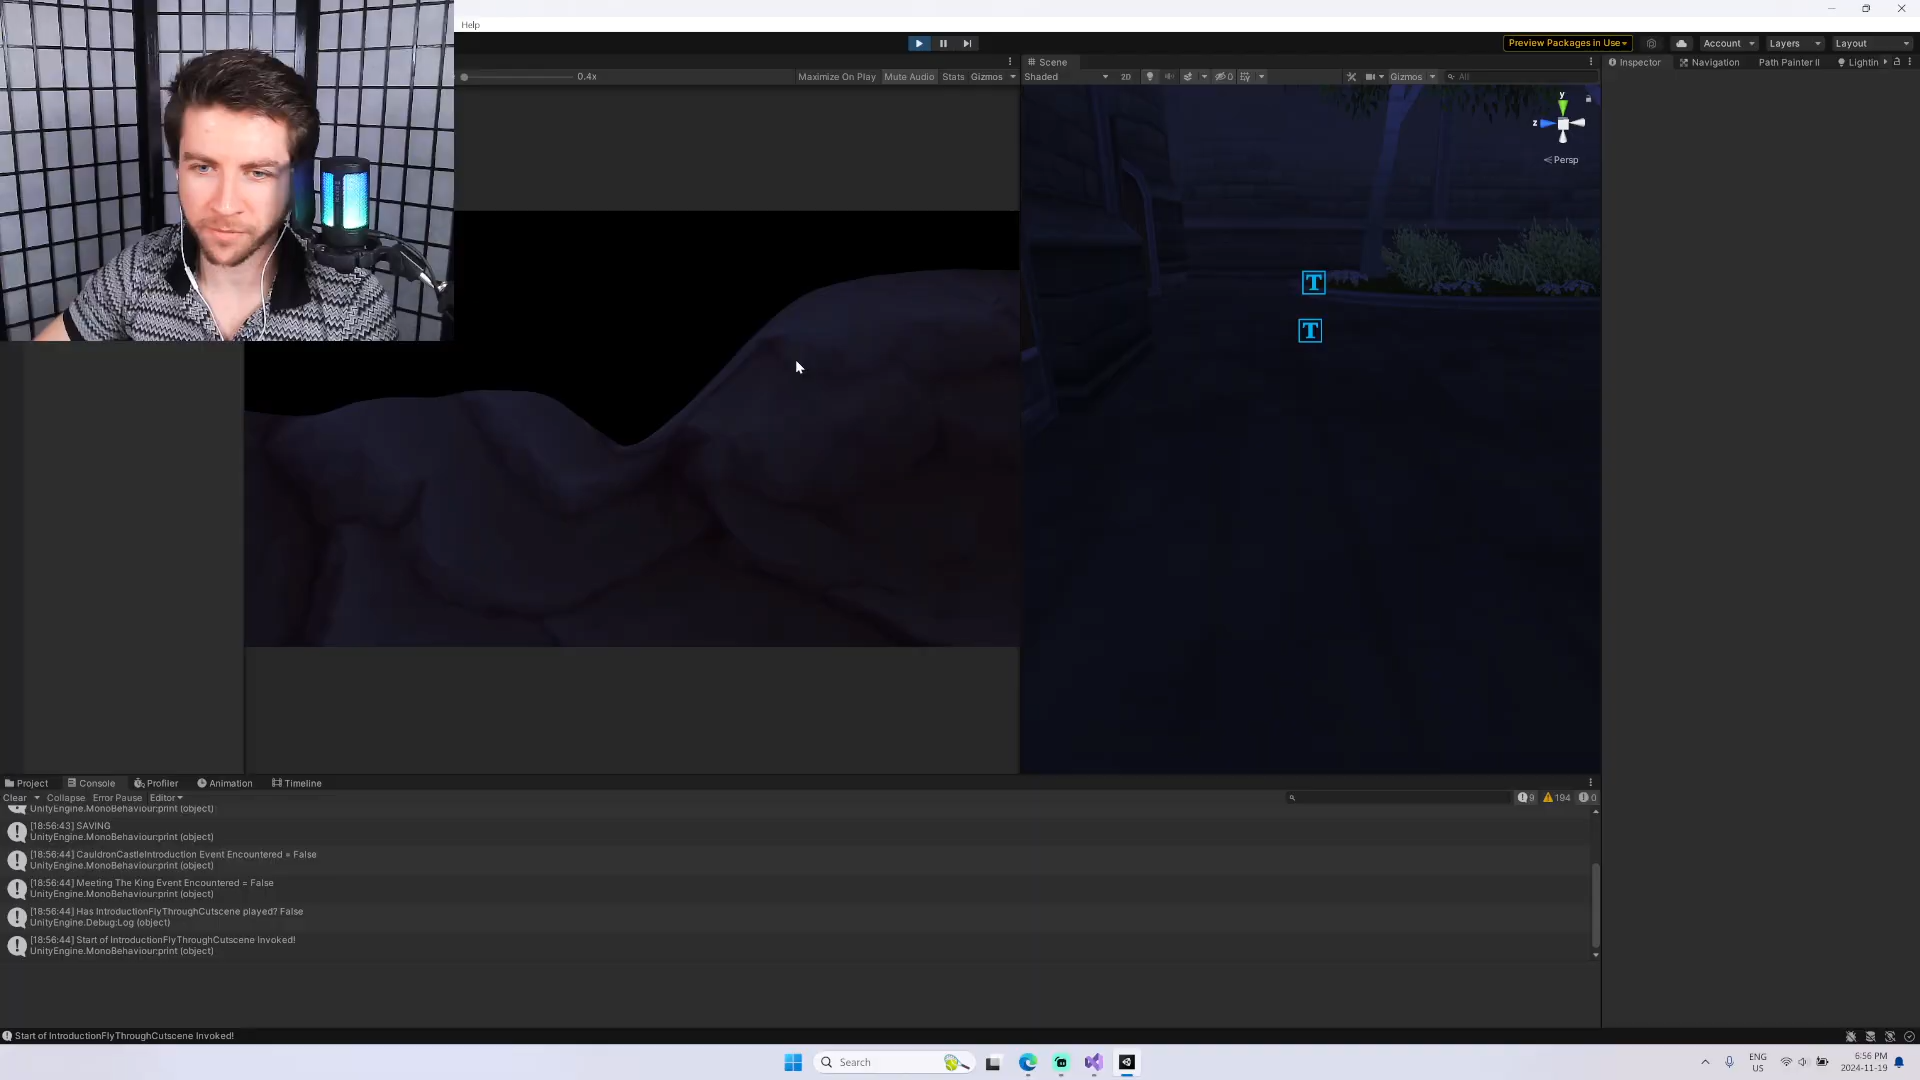 Help
Preview Packages in Use
Account
Layers
Layout
0.4x
Maximize On Play
Mute Audio
Stats
Gizmos
Scene
Shaded
2D
0
Gizmos
All
Inspector
Navigation
Path Painter II
Lightin
y
z
Persp
T
T
Project
Console
Profiler
Animation
Timeline
Clear
Collapse
Error Pause
Editor
9
194
0
UnityEngine.MonoBehaviour:print (object)
[18:56:43] SAVING
UnityEngine.MonoBehaviour:print (object)
[18:56:44] CauldronCastleIntroduction Event Encountered = False
UnityEngine.MonoBehaviour:print (object)
[18:56:44] Meeting The King Event Encountered = False
UnityEngine.MonoBehaviour:print (object)
[18:56:44] Has IntroductionFlyThroughCutscene played? False
UnityEngine.Debug:Log (object)
[18:56:44] Start of IntroductionFlyThroughCutscene Invoked!
UnityEngine.MonoBehaviour:print (object)
Start of IntroductionFlyThroughCutscene Invoked!
Search
ENG
US
6:56 PM
2024-11-19